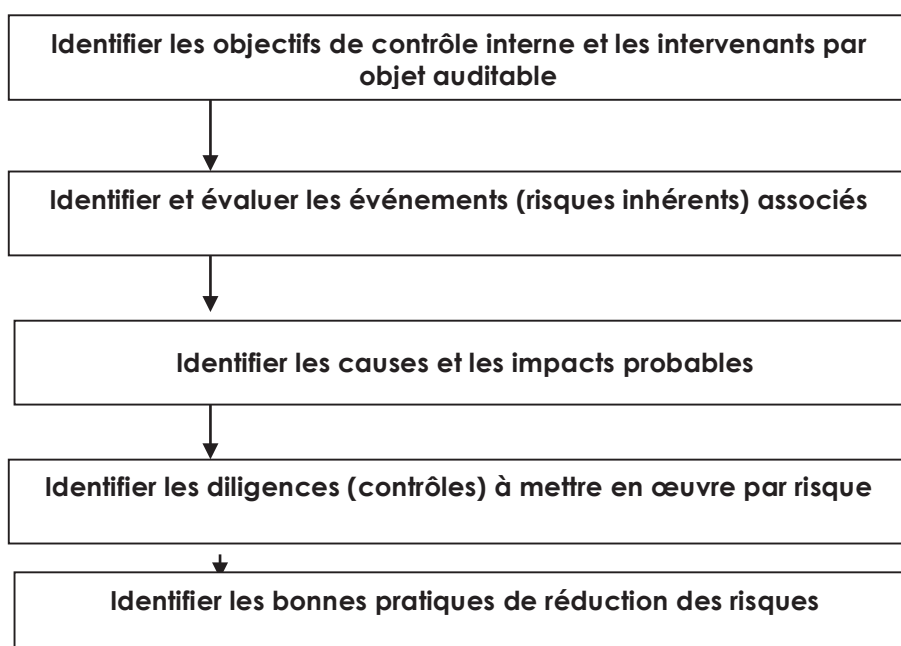 Identifier les objectifs de contrôle interne et les intervenants par
objet auditable
Identifier et évaluer les événements (risques inhérents) associés
Identifier les causes et les impacts probables
Identifier les diligences (contrôles) à mettre en œuvre par risque
Identifier les bonnes pratiques de réduction des risques